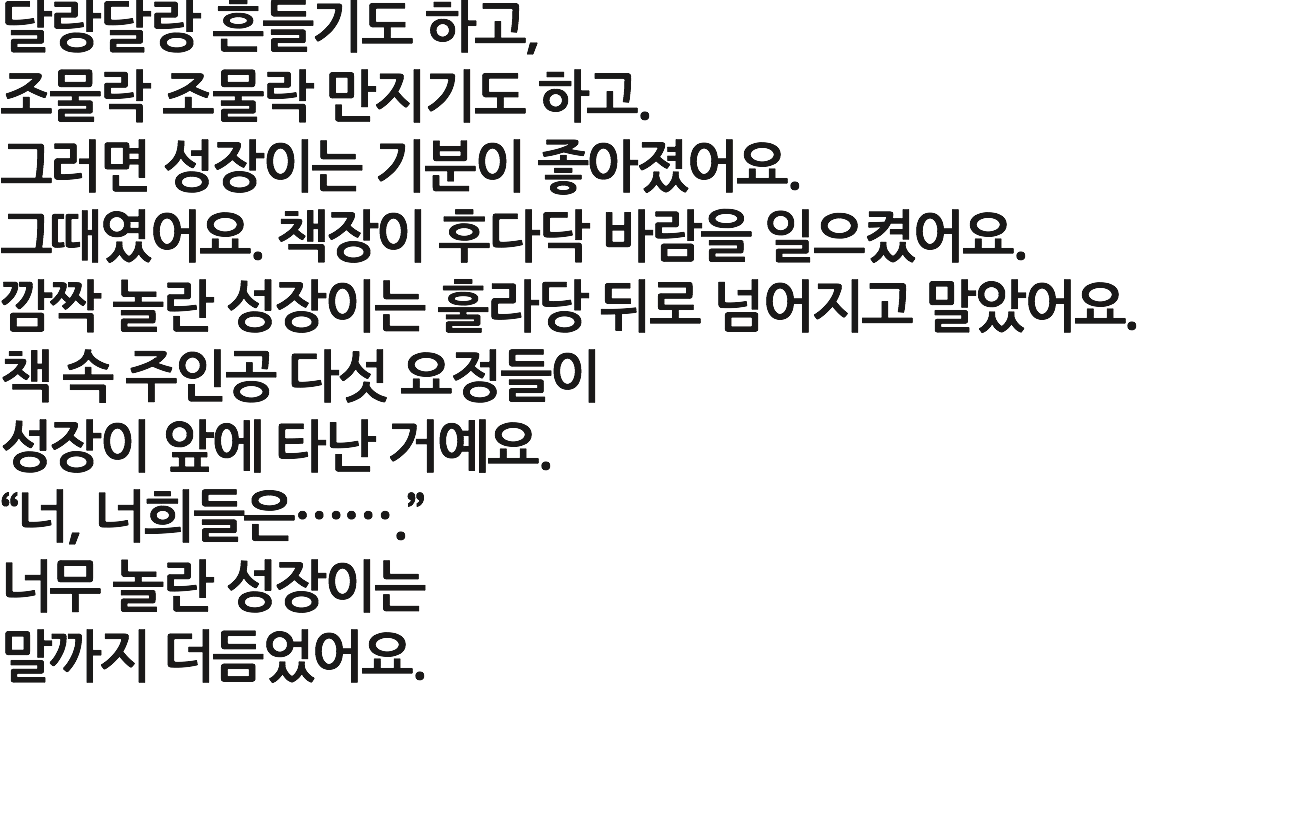 달랑달랑 흔들기도 하고,
조물락 조물락 만지기도 하고.
그러면 성장이는 기분이 좋아졌어요.
그때였어요. 책장이 후다닥 바람을 일으켰어요.
깜짝 놀란 성장이는 훌라당 뒤로 넘어지고 말았어요.
책 속 주인공 다섯 요정들이
성장이 앞에 타난 거예요.
“너, 너희들은…….”
너무 놀란 성장이는
말까지 더듬었어요.